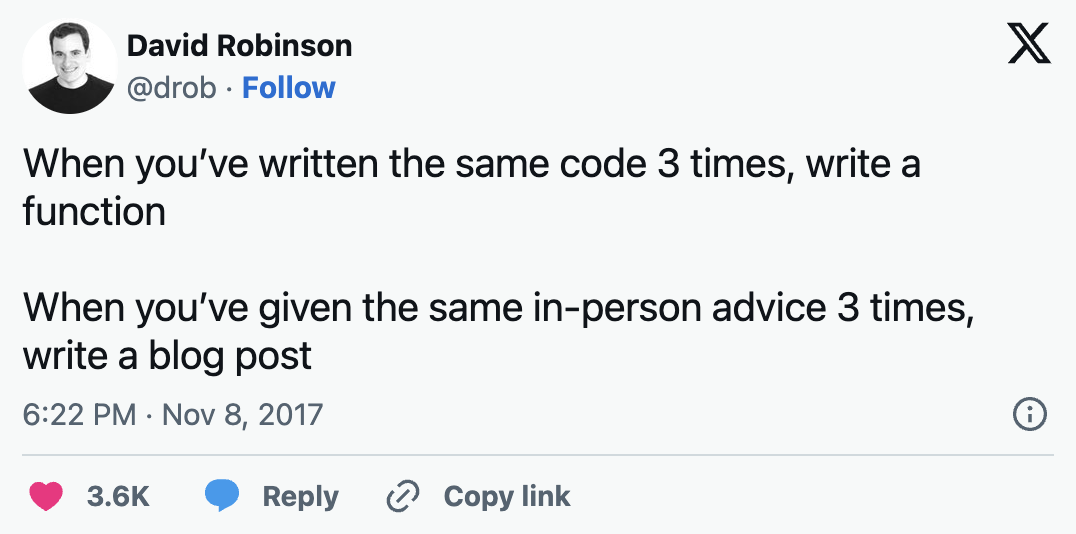 David Robinson
@drob · Follow
When you’ve written the same code 3 times, write a
function
When you’ve given the same in-person advice 3 times,
write a blog post
6:22 PM · Nov 8, 2017
3.6K Reply Copy link